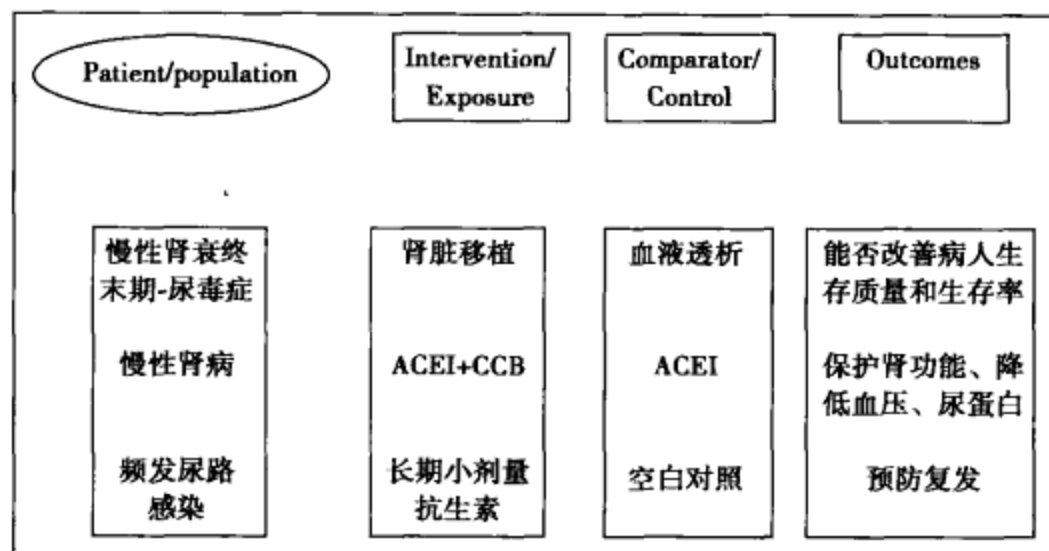 Patient/population
Intervention/
Exposure
Comparator/
Control
Outcomes
慢性肾衰终
末期-尿毒症
肾脏移植
血液透析
能否改善病人生
存质量和生存率
慢性肾病
ACEI+CCB
ACEI
保护肾功能、降
低血压、尿蛋白
频发尿路
感染
长期小剂量
抗生素
空白对照
预防复发